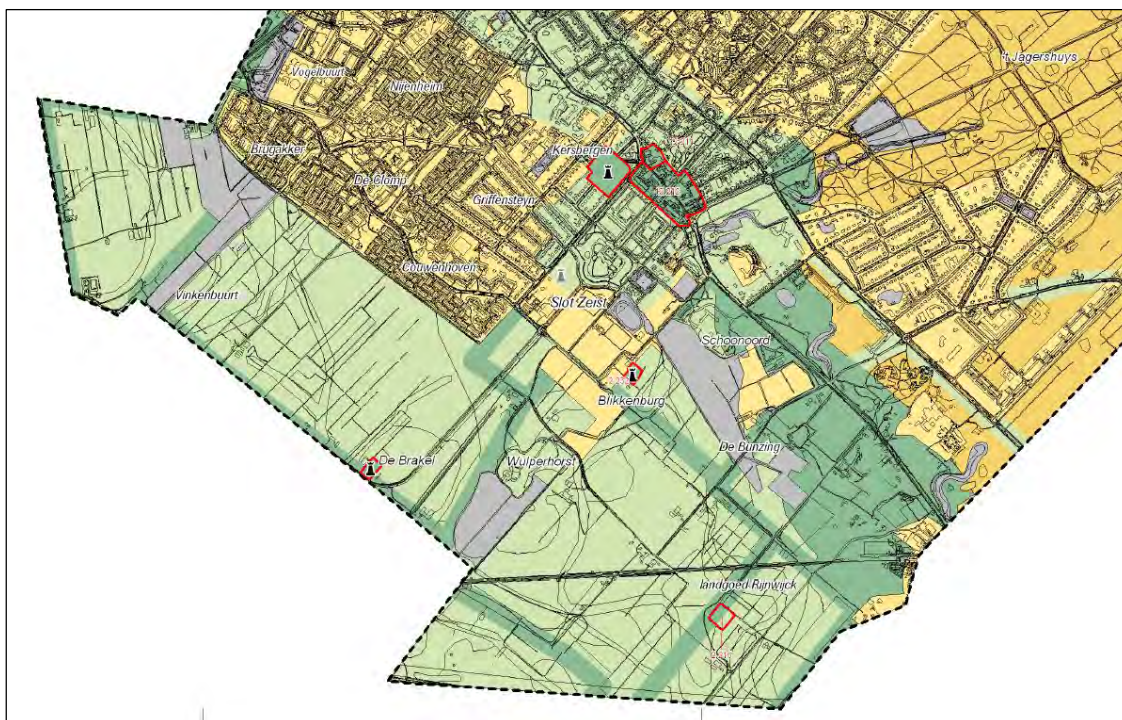 't Jagershuys
Vogelbuurt
Nijenheim
Brugakker
Kersbergen
De Clomp
Griffensteyn
Couwenhoven
Vinkenbuurt
Slot Zeist
Schoonoord
Blikkenburg
De Bunzing
De Brakel
Wulperhorst
landgoed Rijnwijck